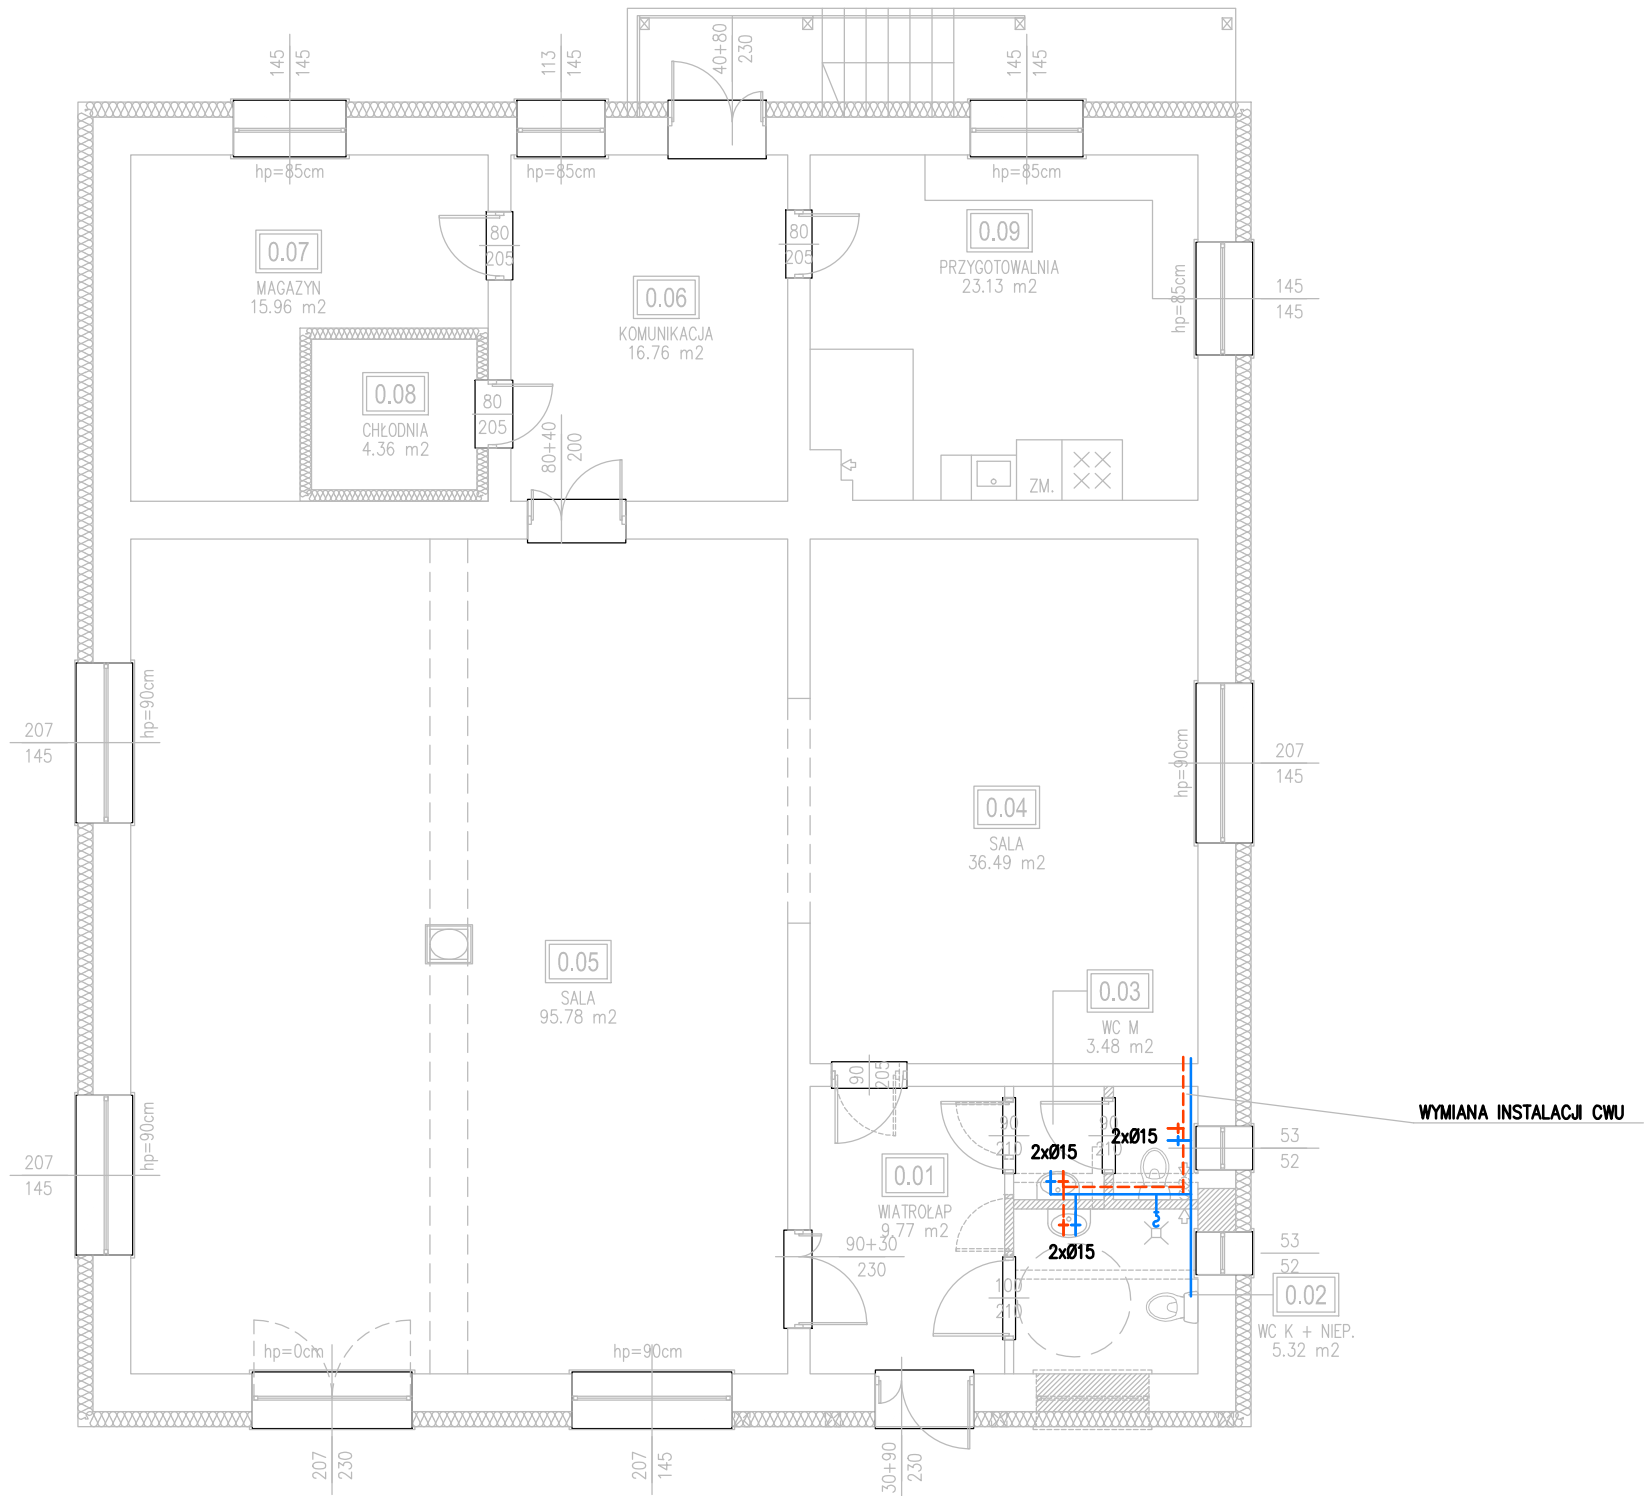 145
145
113
145
40+80
230
145
145
hp=85cm
hp=85cm
hp=85cm
0.07
MAGAZYN
15.96 m2
80
205
0.06
KOMUNIKACJA
16.76 m2
80
205
0.09
PRZYGOTOWALNIA
23.13 m2
hp=85cm
145
145
0.08
CHŁODNIA
4.36 m2
80
205
80+40
200
ZM.
207
145
hp=90cm
hp=90cm
207
145
0.04
SALA
36.49 m2
0.05
SALA
95.78 m2
0.03
WC M
3.48 m2
90
205
WYMIANA INSTALACJI CWU
207
145
hp=90cm
90
210
90
210
2xØ15
2xØ15
53
52
0.01
WIATROŁAP
9.77 m2
90+30
230
2xØ15
53
52
100
210
0.02
WC K + NIEP.
5.32 m2
hp=0cm
hp=90cm
207
230
207
145
30+90
230